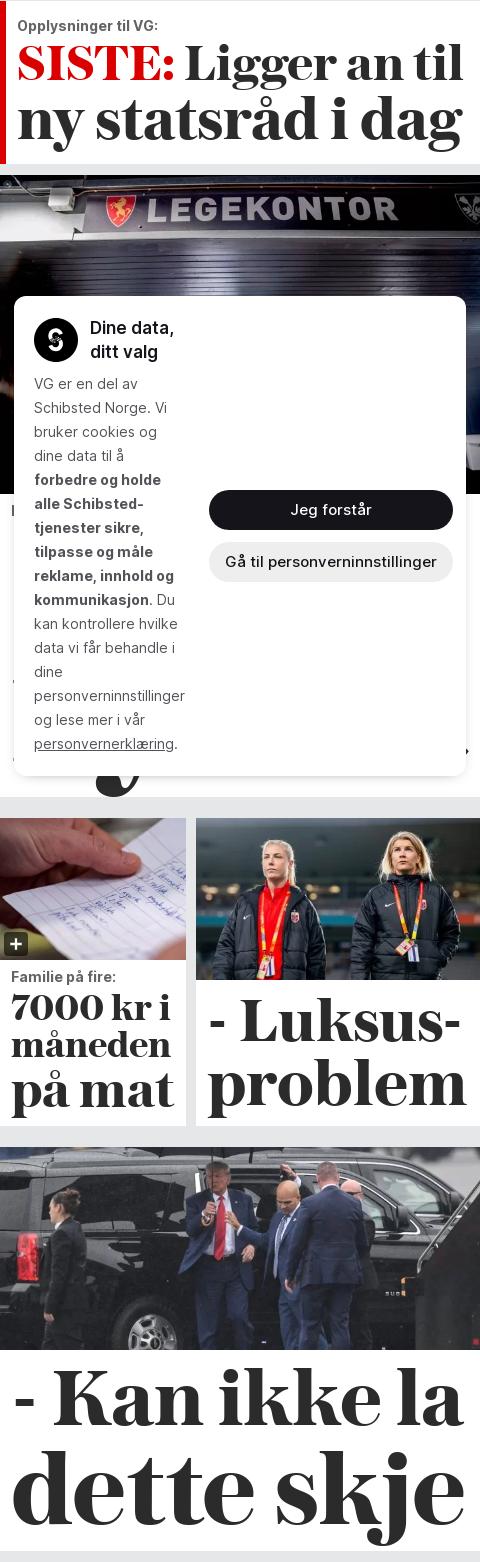 Opplysninger til VG:
SISTE: Ligger an til
ny statsråd i dag
LEGEKONTOR
Dine data,
ditt valg
VG er en del av
Schibsted Norge. Vi
bruker cookies og
dine data til å
forbedre og holde
alle Schibsted-
tjenester sikre,
tilpasse og måle
reklame, innhold og
kommunikasjon. Du
kan kontrollere hvilke
data vi får behandle i
dine
personverninnstillinger
og lese mer i vår
personvernerklæring.
Jeg forstår
Gå til personverninnstillinger
Familie på fire:
7000 kr i
måneden
på mat
- Luksus-
problem
- Kan ikke la
dette skje